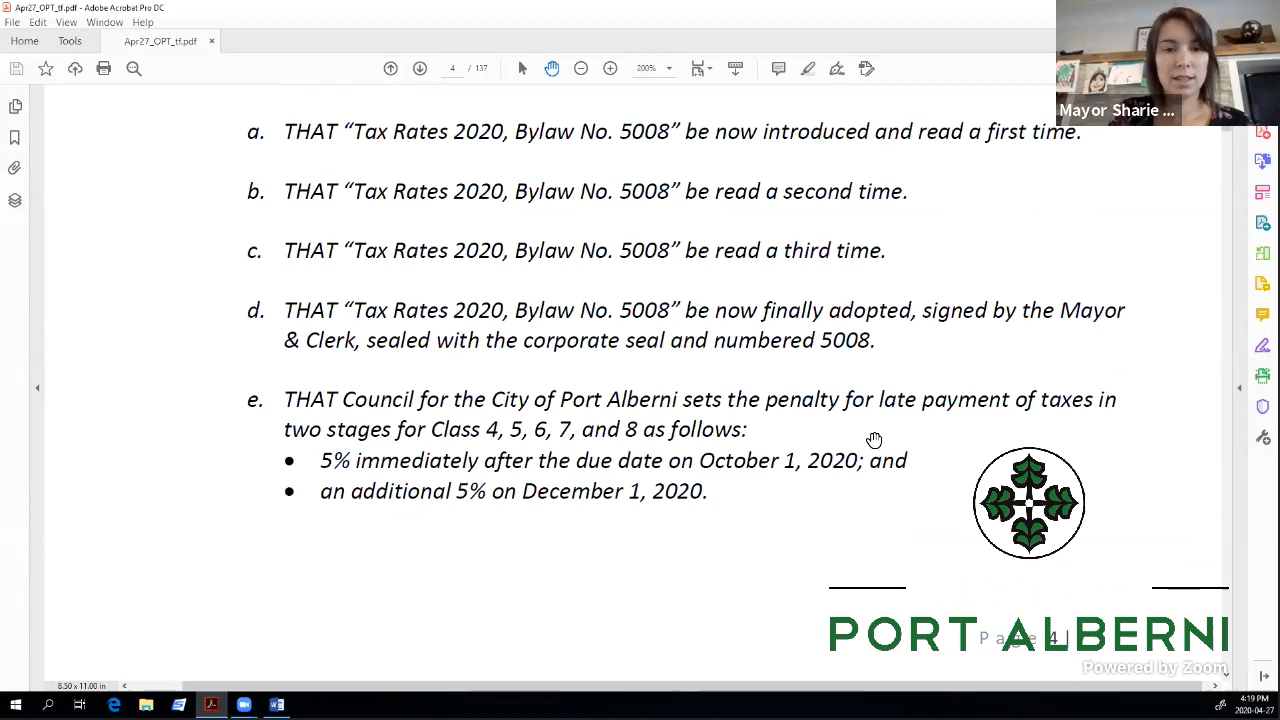 Apr27_OPT_tf.pdf - Adobe Acrobat Pro DC
File Edit View Window Help
Home Tools Apr27_OPT_tf.pdf ×
4 / 137 200%
Mayor Sharie ...
a. THAT “Tax Rates 2020, Bylaw No. 5008” be now introduced and read a first time.
b. THAT “Tax Rates 2020, Bylaw No. 5008” be read a second time.
c. THAT “Tax Rates 2020, Bylaw No. 5008” be read a third time.
d. THAT “Tax Rates 2020, Bylaw No. 5008” be now finally adopted, signed by the Mayor
& Clerk, sealed with the corporate seal and numbered 5008.
e. THAT Council for the City of Port Alberni sets the penalty for late payment of taxes in
two stages for Class 4, 5, 6, 7, and 8 as follows:
• 5% immediately after the due date on October 1, 2020; and
• an additional 5% on December 1, 2020.
PORT ALBERNI
Page 4 |
Powered by Zoom
8.50 x 11.00 in
4:19 PM
2020-04-27